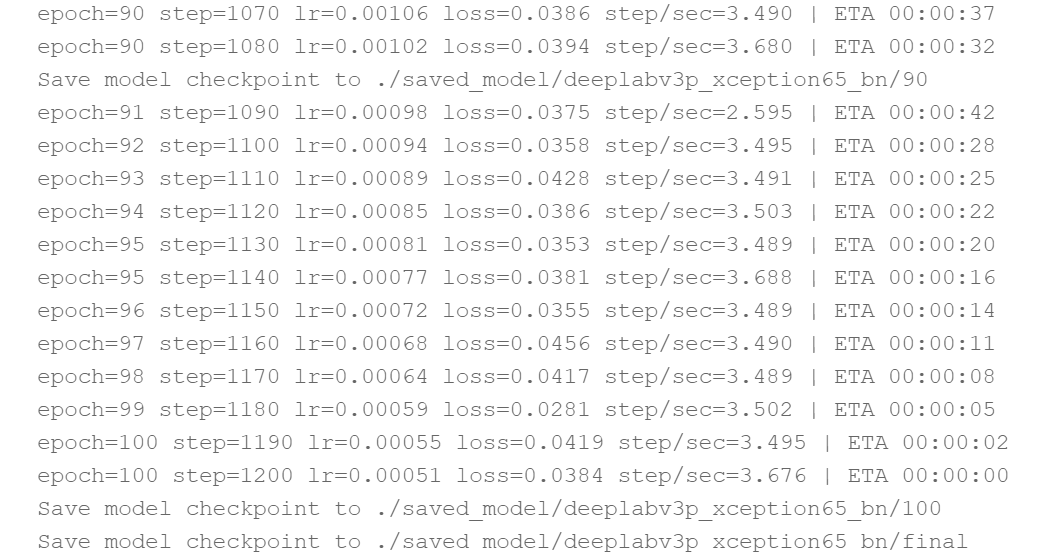 epoch=90 step=1070 lr=0.00106 loss=0.0386 step/sec=3.490 | ETA 00:00:37
epoch=90 step=1080 lr=0.00102 loss=0.0394 step/sec=3.680 | ETA 00:00:32
Save model checkpoint to ./saved_model/deeplabv3p_xception65_bn/90
epoch=91 step=1090 lr=0.00098 loss=0.0375 step/sec=2.595 | ETA 00:00:42
epoch=92 step=1100 lr=0.00094 loss=0.0358 step/sec=3.495 | ETA 00:00:28
epoch=93 step=1110 lr=0.00089 loss=0.0428 step/sec=3.491 | ETA 00:00:25
epoch=94 step=1120 lr=0.00085 loss=0.0386 step/sec=3.503 | ETA 00:00:22
epoch=95 step=1130 lr=0.00081 loss=0.0353 step/sec=3.489 | ETA 00:00:20
epoch=95 step=1140 lr=0.00077 loss=0.0381 step/sec=3.688 | ETA 00:00:16
epoch=96 step=1150 lr=0.00072 loss=0.0355 step/sec=3.489 | ETA 00:00:14
epoch=97 step=1160 lr=0.00068 loss=0.0456 step/sec=3.490 | ETA 00:00:11
epoch=98 step=1170 lr=0.00064 loss=0.0417 step/sec=3.489 | ETA 00:00:08
epoch=99 step=1180 lr=0.00059 loss=0.0281 step/sec=3.502 | ETA 00:00:05
epoch=100 step=1190 lr=0.00055 loss=0.0419 step/sec=3.495 | ETA 00:00:02
epoch=100 step=1200 lr=0.00051 loss=0.0384 step/sec=3.676 | ETA 00:00:00
Save model checkpoint to ./saved_model/deeplabv3p_xception65_bn/100
Save model checkpoint to ./saved_model/deeplabv3p_xception65_bn/final